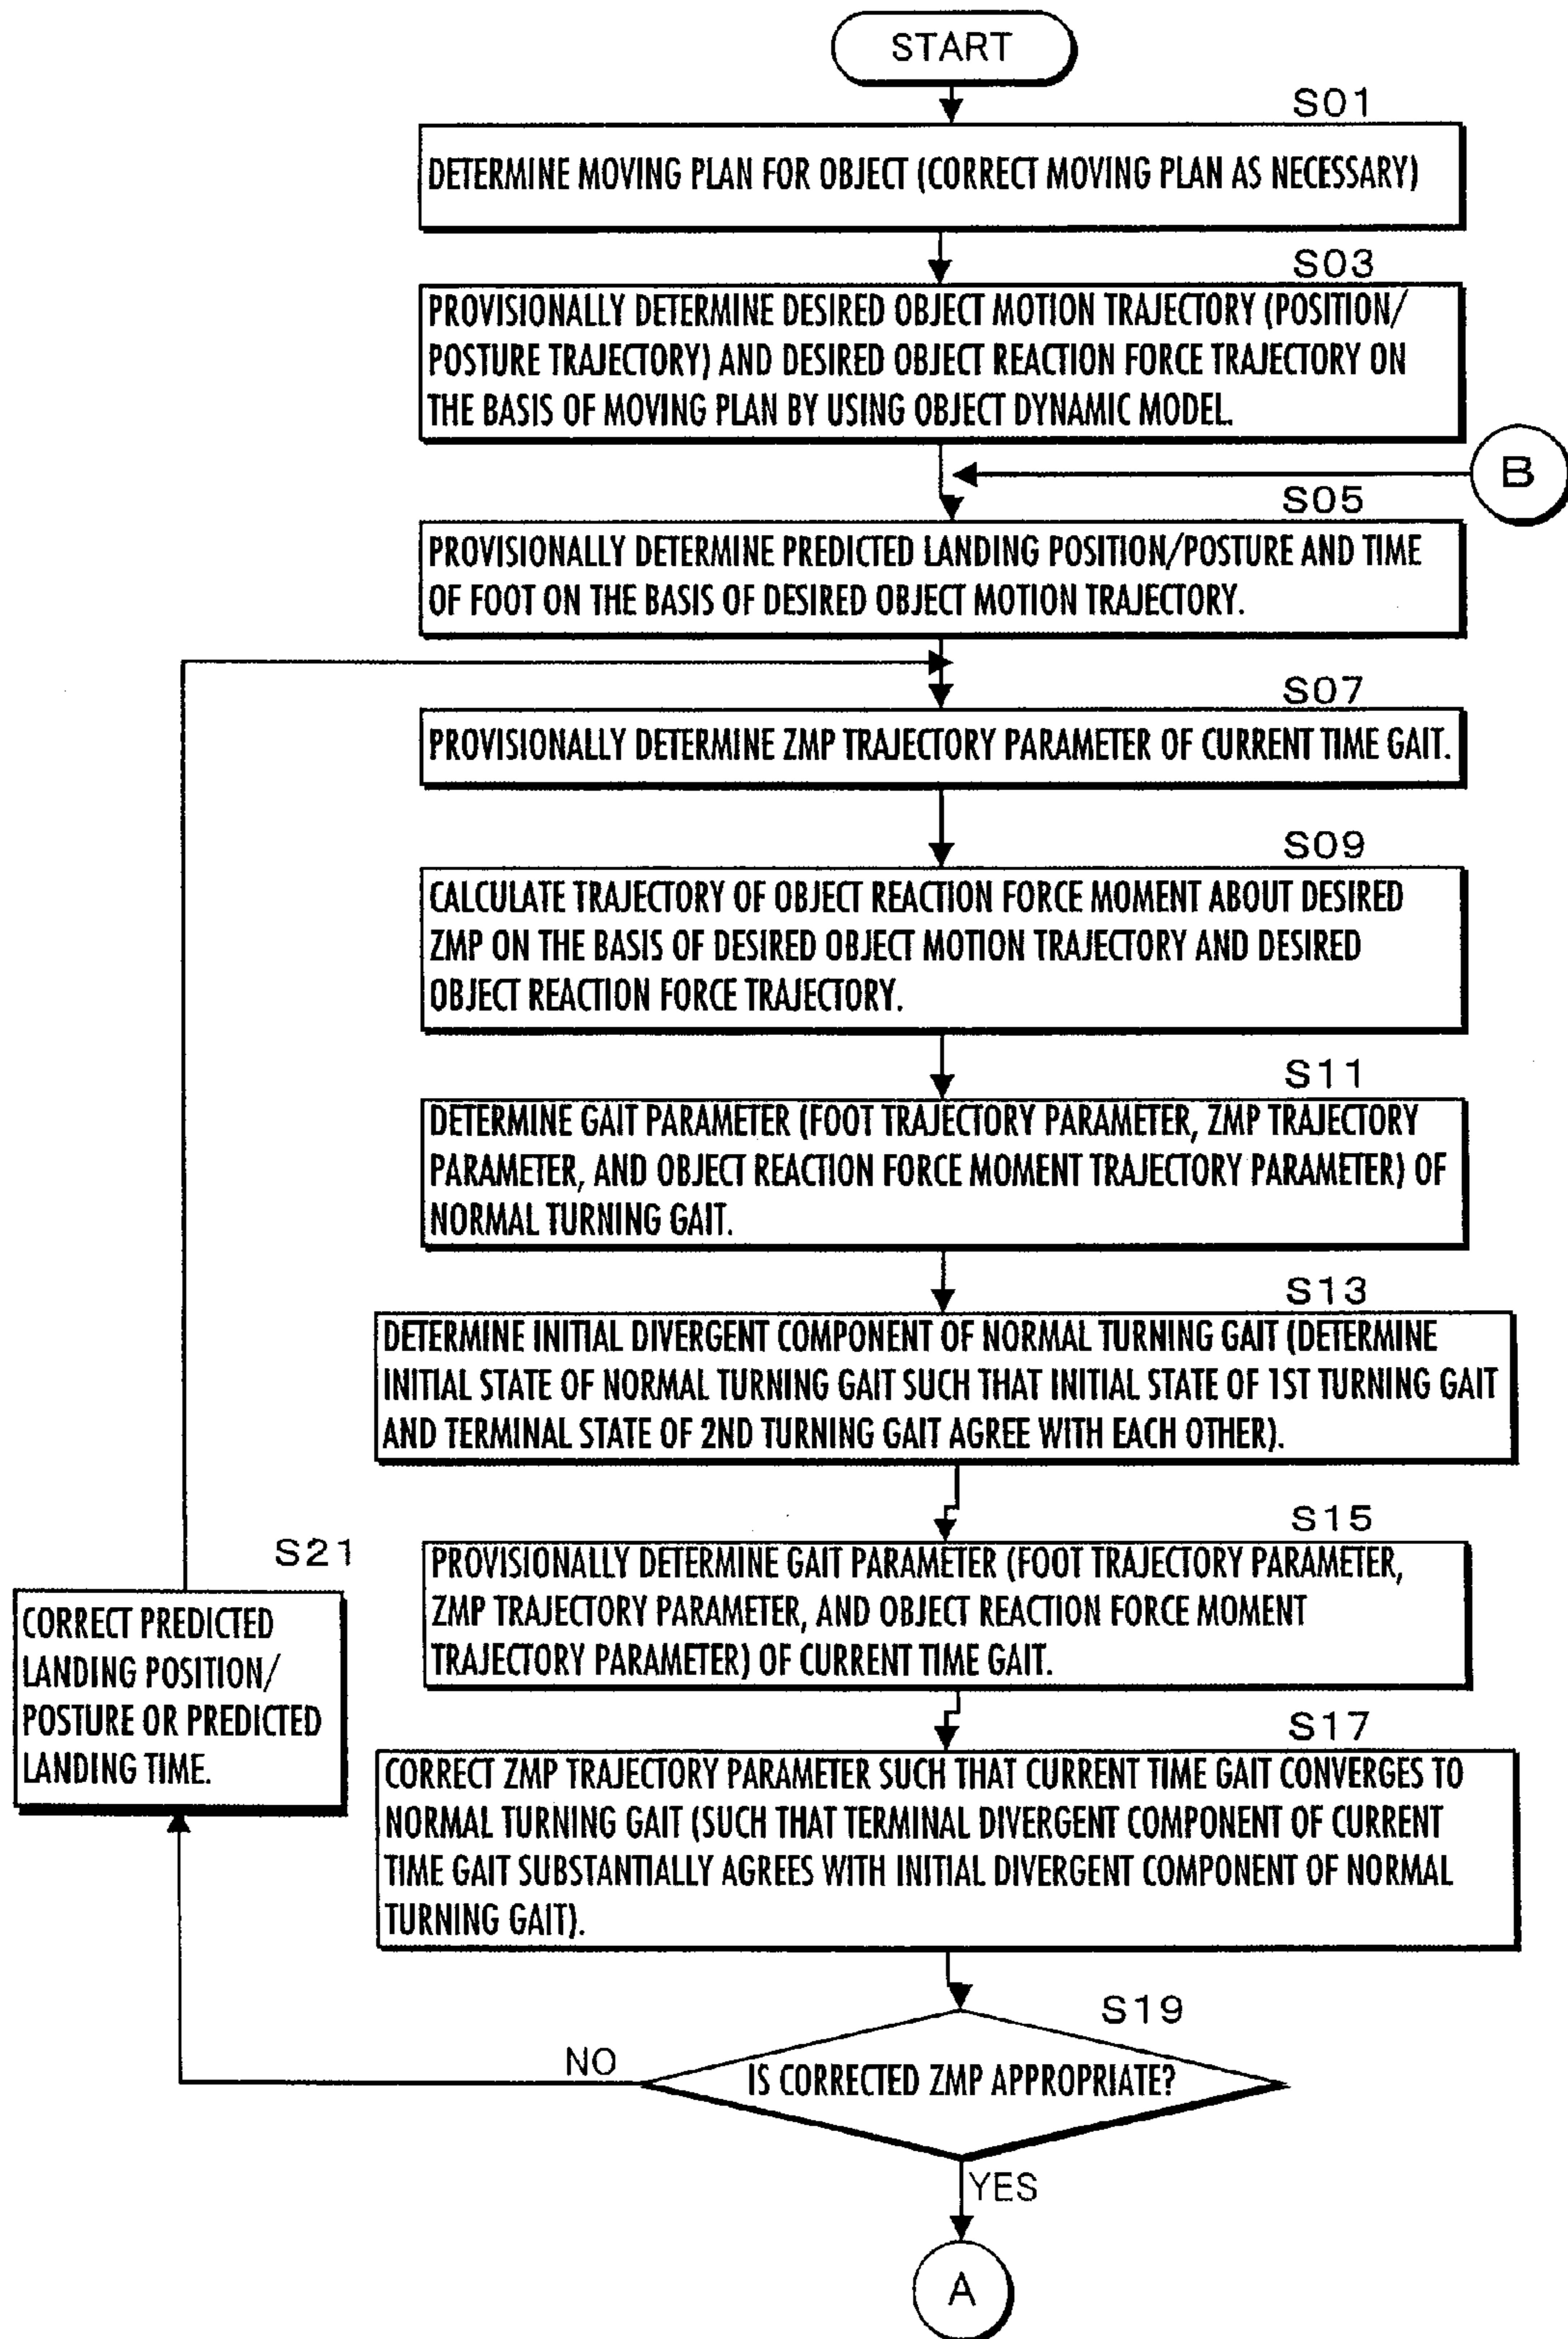 START
S01
DETERMINE MOVING PLAN FOR OBJECT (CORRECT MOVING PLAN AS NECESSARY)
S03
PROVISIONALLY DETERMINE DESIRED OBJECT MOTION TRAJECTORY (POSITION/
POSTURE TRAJECTORY) AND DESIRED OBJECT REACTION FORCE TRAJECTORY ON
THE BASIS OF MOVING PLAN BY USING OBJECT DYNAMIC MODEL.
B
S05
PROVISIONALLY DETERMINE PREDICTED LANDING POSITION/POSTURE AND TIME
OF FOOT ON THE BASIS OF DESIRED OBJECT MOTION TRAJECTORY.
S07
PROVISIONALLY DETERMINE ZMP TRAJECTORY PARAMETER OF CURRENT TIME GAIT.
S09
CALCULATE TRAJECTORY OF OBJECT REACTION FORCE MOMENT ABOUT DESIRED
ZMP ON THE BASIS OF DESIRED OBJECT MOTION TRAJECTORY AND DESIRED
OBJECT REACTION FORCE TRAJECTORY.
S11
DETERMINE GAIT PARAMETER (FOOT TRAJECTORY PARAMETER, ZMP TRAJECTORY
PARAMETER, AND OBJECT REACTION FORCE MOMENT TRAJECTORY PARAMETER) OF
NORMAL TURNING GAIT.
S13
DETERMINE INITIAL DIVERGENT COMPONENT OF NORMAL TURNING GAIT (DETERMINE
INITIAL STATE OF NORMAL TURNING GAIT SUCH THAT INITIAL STATE OF 1ST TURNING GAIT
AND TERMINAL STATE OF 2ND TURNING GAIT AGREE WITH EACH OTHER).
S15
PROVISIONALLY DETERMINE GAIT PARAMETER (FOOT TRAJECTORY PARAMETER,
ZMP TRAJECTORY PARAMETER, AND OBJECT REACTION FORCE MOMENT
TRAJECTORY PARAMETER) OF CURRENT TIME GAIT.
S21
CORRECT PREDICTED
LANDING POSITION/
POSTURE OR PREDICTED
LANDING TIME.
S17
CORRECT ZMP TRAJECTORY PARAMETER SUCH THAT CURRENT TIME GAIT CONVERGES TO
NORMAL TURNING GAIT (SUCH THAT TERMINAL DIVERGENT COMPONENT OF CURRENT
TIME GAIT SUBSTANTIALLY AGREES WITH INITIAL DIVERGENT COMPONENT OF NORMAL
TURNING GAIT).
S19
NO
IS CORRECTED ZMP APPROPRIATE?
YES
A